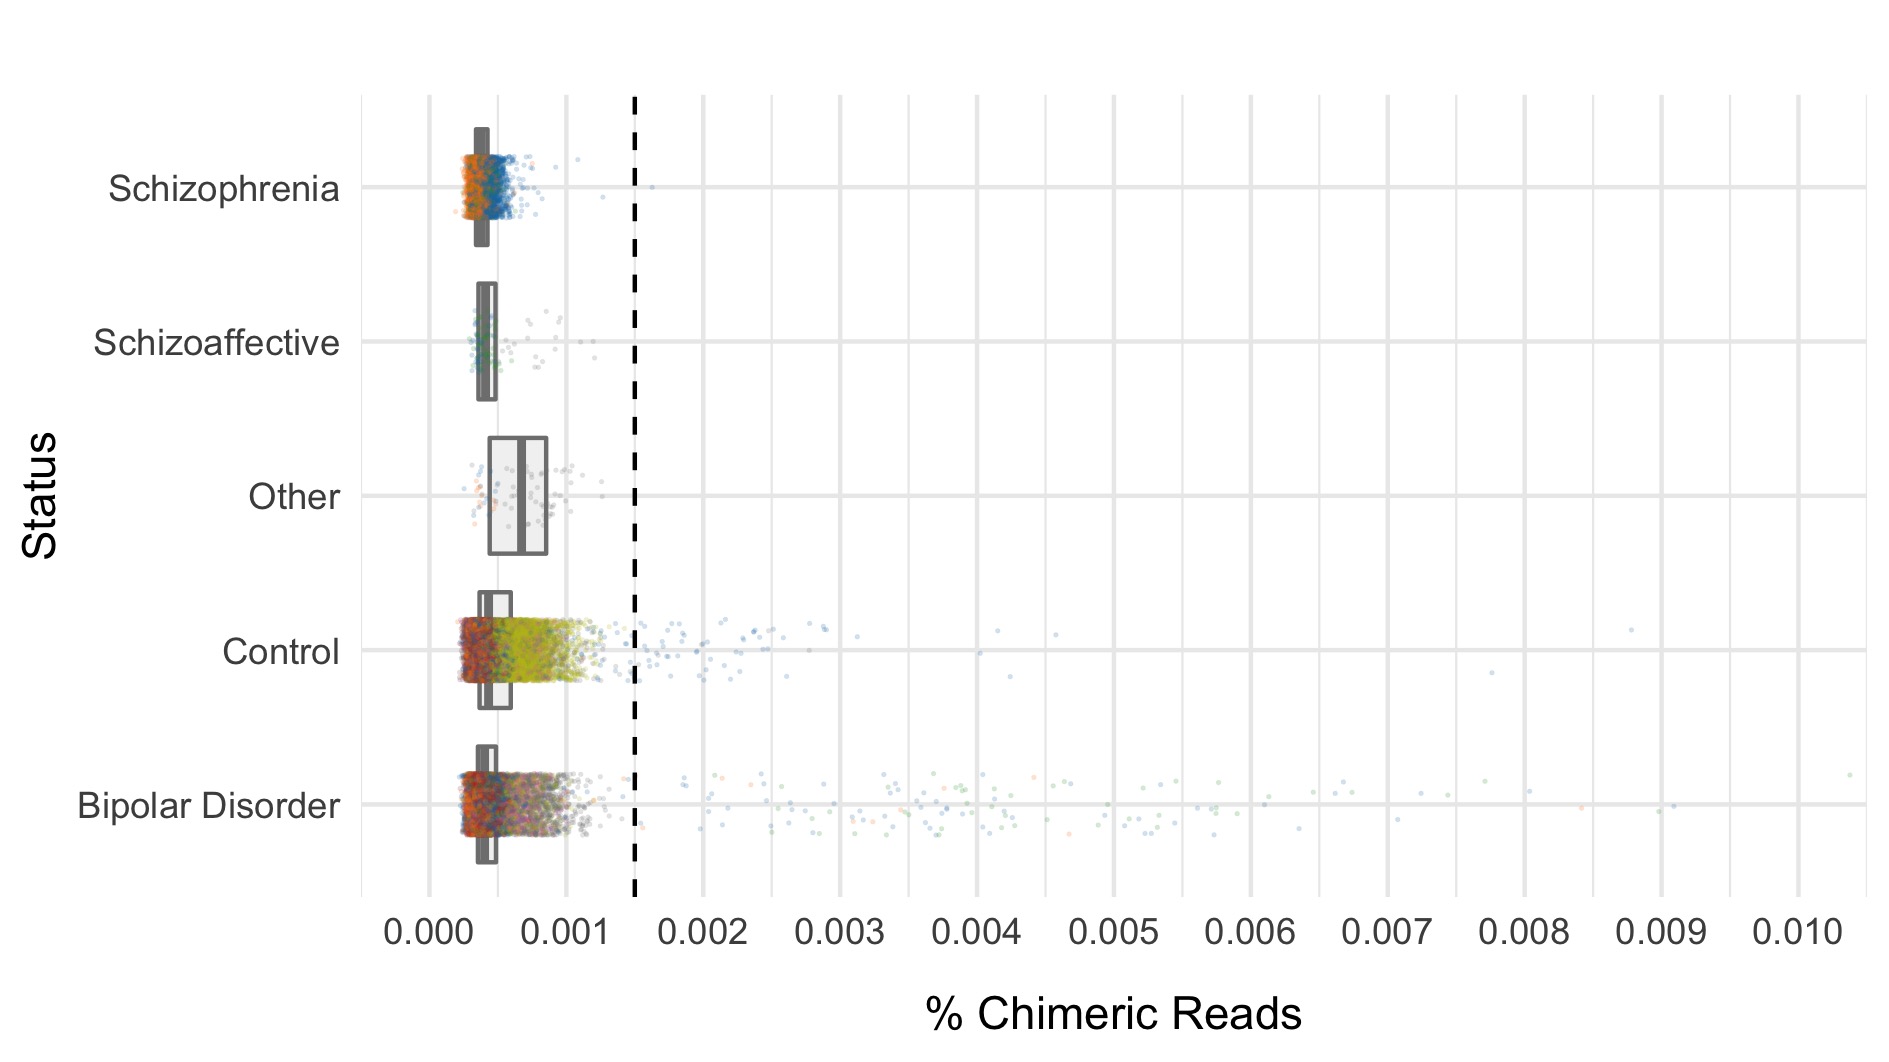 Schizophrenia
Schizoaffective
Other
Control
Bipolar Disorder
Status
0.000 0.001 0.002 0.003 0.004 0.005 0.006 0.007 0.008 0.009 0.010
% Chimeric Reads